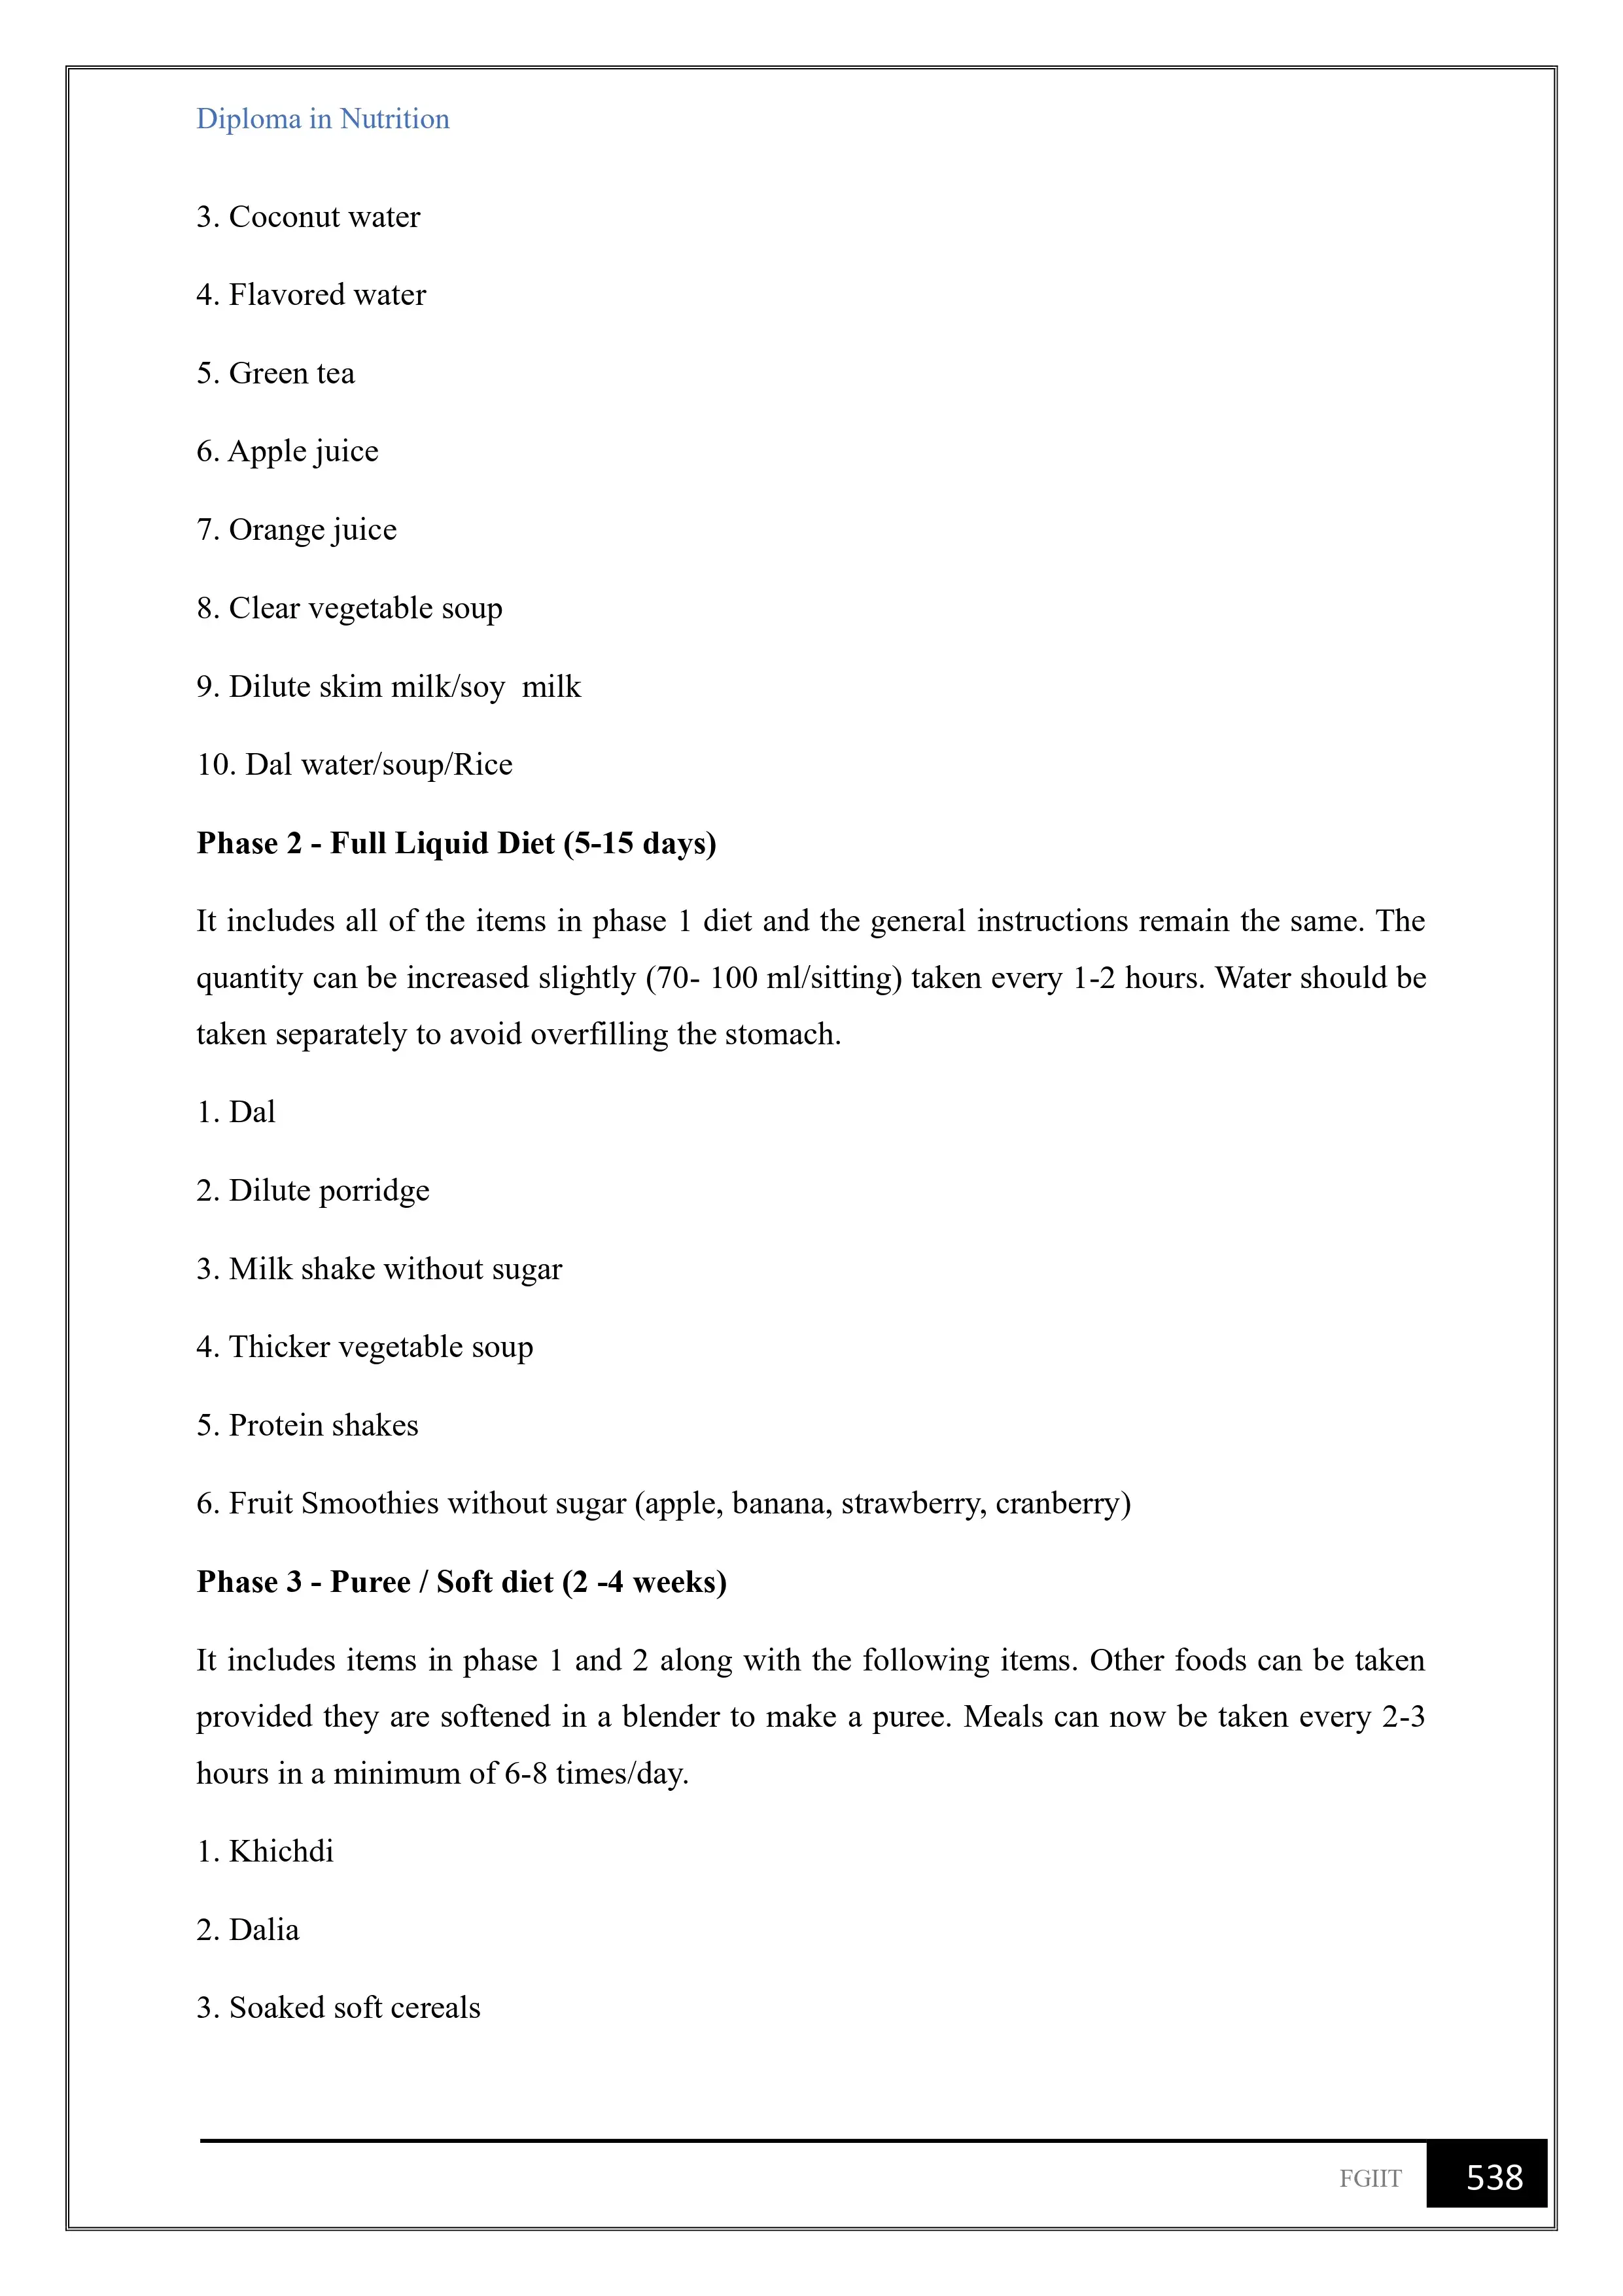 Diploma in Nutrition
3. Coconut water
4. Flavored water
5. Green tea
6. Apple juice
7. Orange juice
8. Clear vegetable soup
9. Dilute skim milk/soy  milk
10. Dal water/soup/Rice
Phase 2 - Full Liquid Diet (5-15 days)
It includes all of the items in phase 1 diet and the general instructions remain the same. The
quantity can be increased slightly (70- 100 ml/sitting) taken every 1-2 hours. Water should be
taken separately to avoid overfilling the stomach.
1. Dal
2. Dilute porridge
3. Milk shake without sugar
4. Thicker vegetable soup
5. Protein shakes
6. Fruit Smoothies without sugar (apple, banana, strawberry, cranberry)
Phase 3 - Puree / Soft diet (2 -4 weeks)
It includes items in phase 1 and 2 along with the following items. Other foods can be taken
provided they are softened in a blender to make a puree. Meals can now be taken every 2-3
hours in a minimum of 6-8 times/day.
1. Khichdi
2. Dalia
3. Soaked soft cereals
FGIIT 538